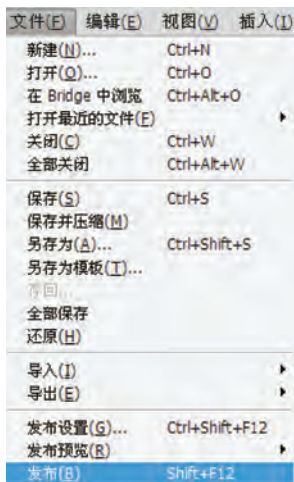 文件(F) 编辑(E) 视图(V) 插入(I)
新建(N)... Ctrl+N
打开(O)... Ctrl+O
在 Bridge 中浏览 Ctrl+Alt+O
打开最近的文件(E)
关闭(C) Ctrl+W
全部关闭 Ctrl+Alt+W
保存(S) Ctrl+S
保存并压缩(M)
另存为(A)... Ctrl+Shift+S
另存为模板(T)...
存回...
全部保存
还原(H)
导入(I)
导出(E)
发布设置(G)... Ctrl+Shift+F12
发布预览(R)
发布(B) Shift+F12